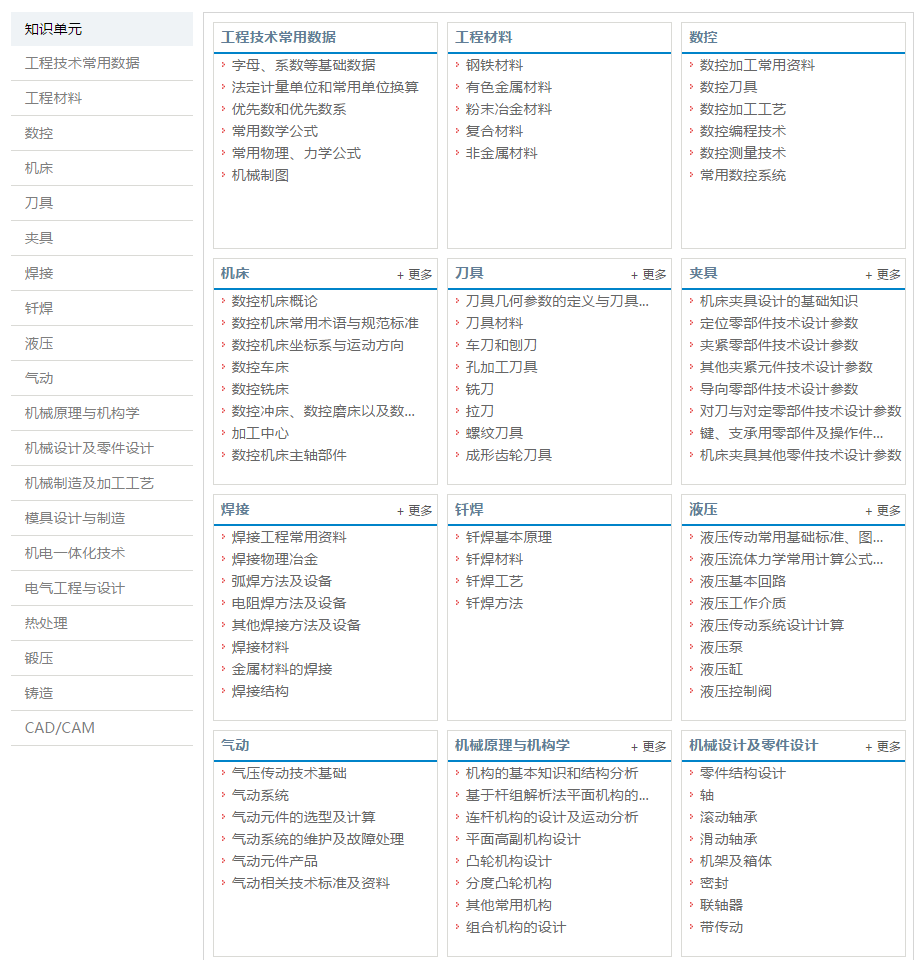 知识单元
工程技术常用数据
工程材料
数控
机床
刀具
夹具
焊接
钎焊
液压
气动
机械原理与机构学
机械设计及零件设计
机械制造及加工工艺
模具设计与制造
机电一体化技术
电气工程与设计
热处理
锻压
铸造
CAD/CAM
工程技术常用数据
字母、系数等基础数据
法定计量单位和常用单位换算
优先数和优先数系
常用数学公式
常用物理、力学公式
机械制图
工程材料
钢铁材料
有色金属材料
粉末冶金材料
复合材料
非金属材料
数控
数控加工常用资料
数控刀具
数控加工工艺
数控编程技术
数控测量技术
常用数控系统
机床 + 更多
数控机床概论
数控机床常用术语与规范标准
数控机床坐标系与运动方向
数控车床
数控铣床
数控冲床、数控磨床以及数...
加工中心
数控机床主轴部件
刀具 + 更多
刀具几何参数的定义与刀具...
刀具材料
车刀和刨刀
孔加工刀具
铣刀
拉刀
螺纹刀具
成形齿轮刀具
夹具 + 更多
机床夹具设计的基础知识
定位零部件技术设计参数
夹紧零部件技术设计参数
其他夹紧元件技术设计参数
导向零部件技术设计参数
对刀与对定零部件技术设计参数
键、支承用零部件及操作件...
机床夹具其他零件技术设计参数
焊接 + 更多
焊接工程常用资料
焊接物理冶金
弧焊方法及设备
电阻焊方法及设备
其他焊接方法及设备
焊接材料
金属材料的焊接
焊接结构
钎焊
钎焊基本原理
钎焊材料
钎焊工艺
钎焊方法
液压 + 更多
液压传动常用基础标准、图...
液压流体力学常用计算公式...
液压基本回路
液压工作介质
液压传动系统设计计算
液压泵
液压缸
液压控制阀
气动
气压传动技术基础
气动系统
气动元件的选型及计算
气动系统的维护及故障处理
气动元件产品
气动相关技术标准及资料
机械原理与机构学 + 更多
机构的基本知识和结构分析
基于杆组解析法平面机构的...
连杆机构的设计及运动分析
平面高副机构设计
凸轮机构设计
分度凸轮机构
其他常用机构
组合机构的设计
机械设计及零件设计 + 更多
零件结构设计
轴
滚动轴承
滑动轴承
机架及箱体
密封
联轴器
带传动